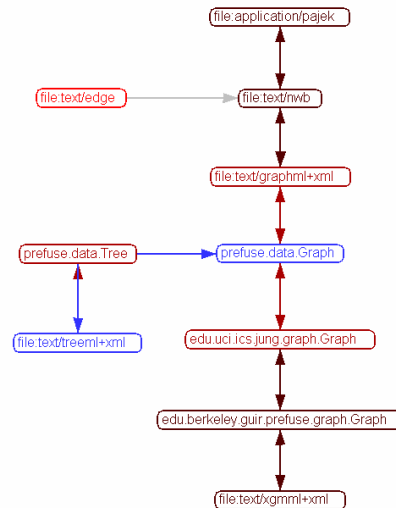 file:application/pajek
file:text/edge
file:text/nwb
file:text/graphml+xml
prefuse.data.Tree
prefuse.data.Graph
file:text/treeml+xml
edu.uci.ics.jung.graph.Graph
edu.berkeley.guir.prefuse.graph.Graph
file:text/xgmml+xml